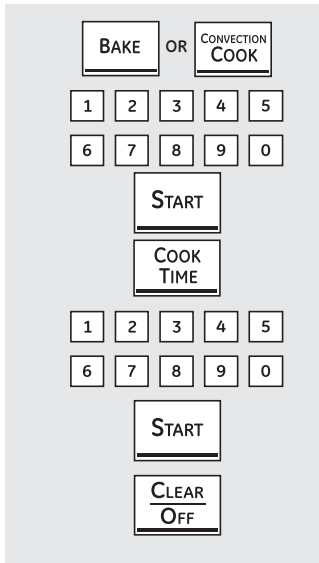 BAKE OR CONVECTION COOK
1 2 3 4 5
6 7 8 9 0
START
COOK
TIME
1 2 3 4 5
6 7 8 9 0
START
CLEAR
OFF